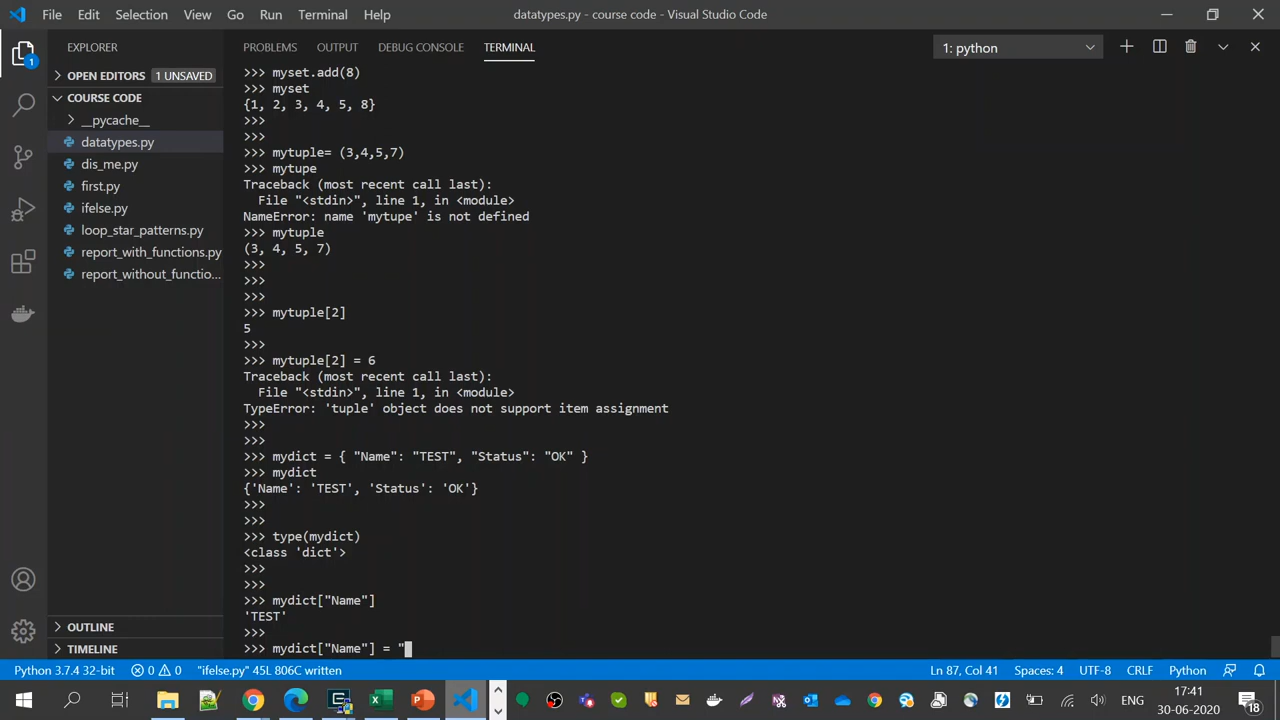 File Edit Selection View Go Run Terminal Help
datatypes.py - course code - Visual Studio Code
EXPLORER
1
OPEN EDITORS 1 UNSAVED
COURSE CODE
__pycache__
datatypes.py
dis_me.py
first.py
ifelse.py
loop_star_patterns.py
report_with_functions.py
report_without_functio...
OUTLINE
TIMELINE
PROBLEMS OUTPUT DEBUG CONSOLE TERMINAL
1: python
>>> myset.add(8)
>>> myset
{1, 2, 3, 4, 5, 8}
>>>
>>>
>>> mytuple= (3,4,5,7)
>>> mytupe
Traceback (most recent call last):
  File "<stdin>", line 1, in <module>
NameError: name 'mytupe' is not defined
>>> mytuple
(3, 4, 5, 7)
>>>
>>>
>>>
>>> mytuple[2]
5
>>>
>>> mytuple[2] = 6
Traceback (most recent call last):
  File "<stdin>", line 1, in <module>
TypeError: 'tuple' object does not support item assignment
>>>
>>>
>>> mydict = { "Name": "TEST", "Status": "OK" }
>>> mydict
{'Name': 'TEST', 'Status': 'OK'}
>>>
>>>
>>> type(mydict)
<class 'dict'>
>>>
>>>
>>> mydict["Name"]
'TEST'
>>>
>>> mydict["Name"] = "
Python 3.7.4 32-bit 0 0 "ifelse.py" 45L 806C written
Ln 87, Col 41 Spaces: 4 UTF-8 CRLF Python
ENG
17:41
30-06-2020
18